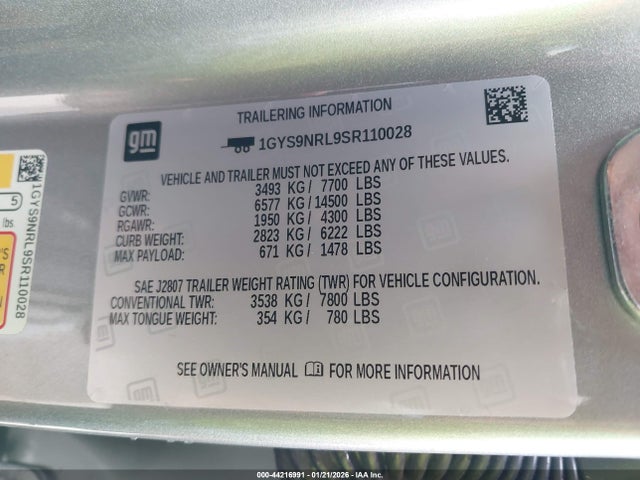 TRAILERING INFORMATION
gm
1GYS9NRL9SR110028
VEHICLE AND TRAILER MUST NOT EXCEED ANY OF THESE VALUES.
GVWR: 3493 KG / 7700 LBS
GCWR: 6577 KG / 14500 LBS
RGAWR: 1950 KG / 4300 LBS
CURB WEIGHT: 2823 KG / 6222 LBS
MAX PAYLOAD: 671 KG / 1478 LBS
SAE J2807 TRAILER WEIGHT RATING (TWR) FOR VEHICLE CONFIGURATION.
CONVENTIONAL TWR: 3538 KG / 7800 LBS
MAX TONGUE WEIGHT: 354 KG / 780 LBS
SEE OWNER'S MANUAL FOR MORE INFORMATION
5
lbs.
1GYS9NRL9SR110028
000-44216991 - 01/21/2026 - IAA Inc.